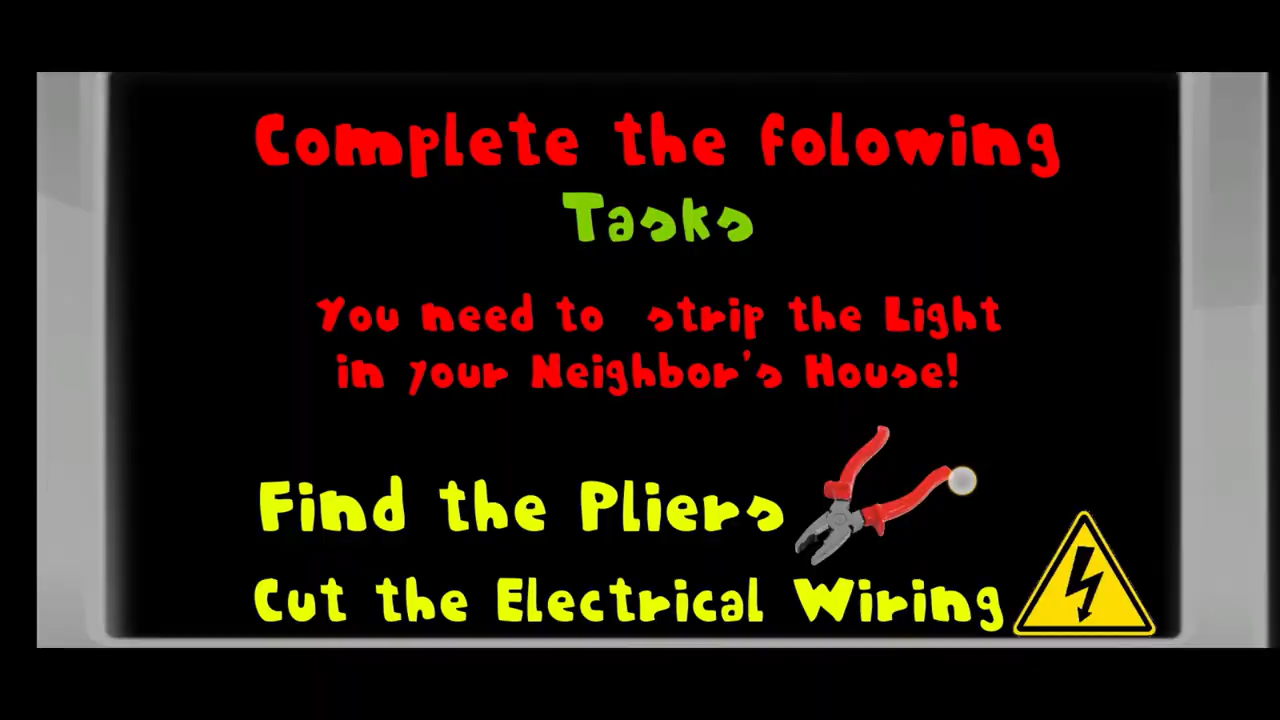 Complete the folowing
Tasks
You need to strip the Light
in your Neighbor's House!
Find the Pliers
Cut the Electrical Wiring